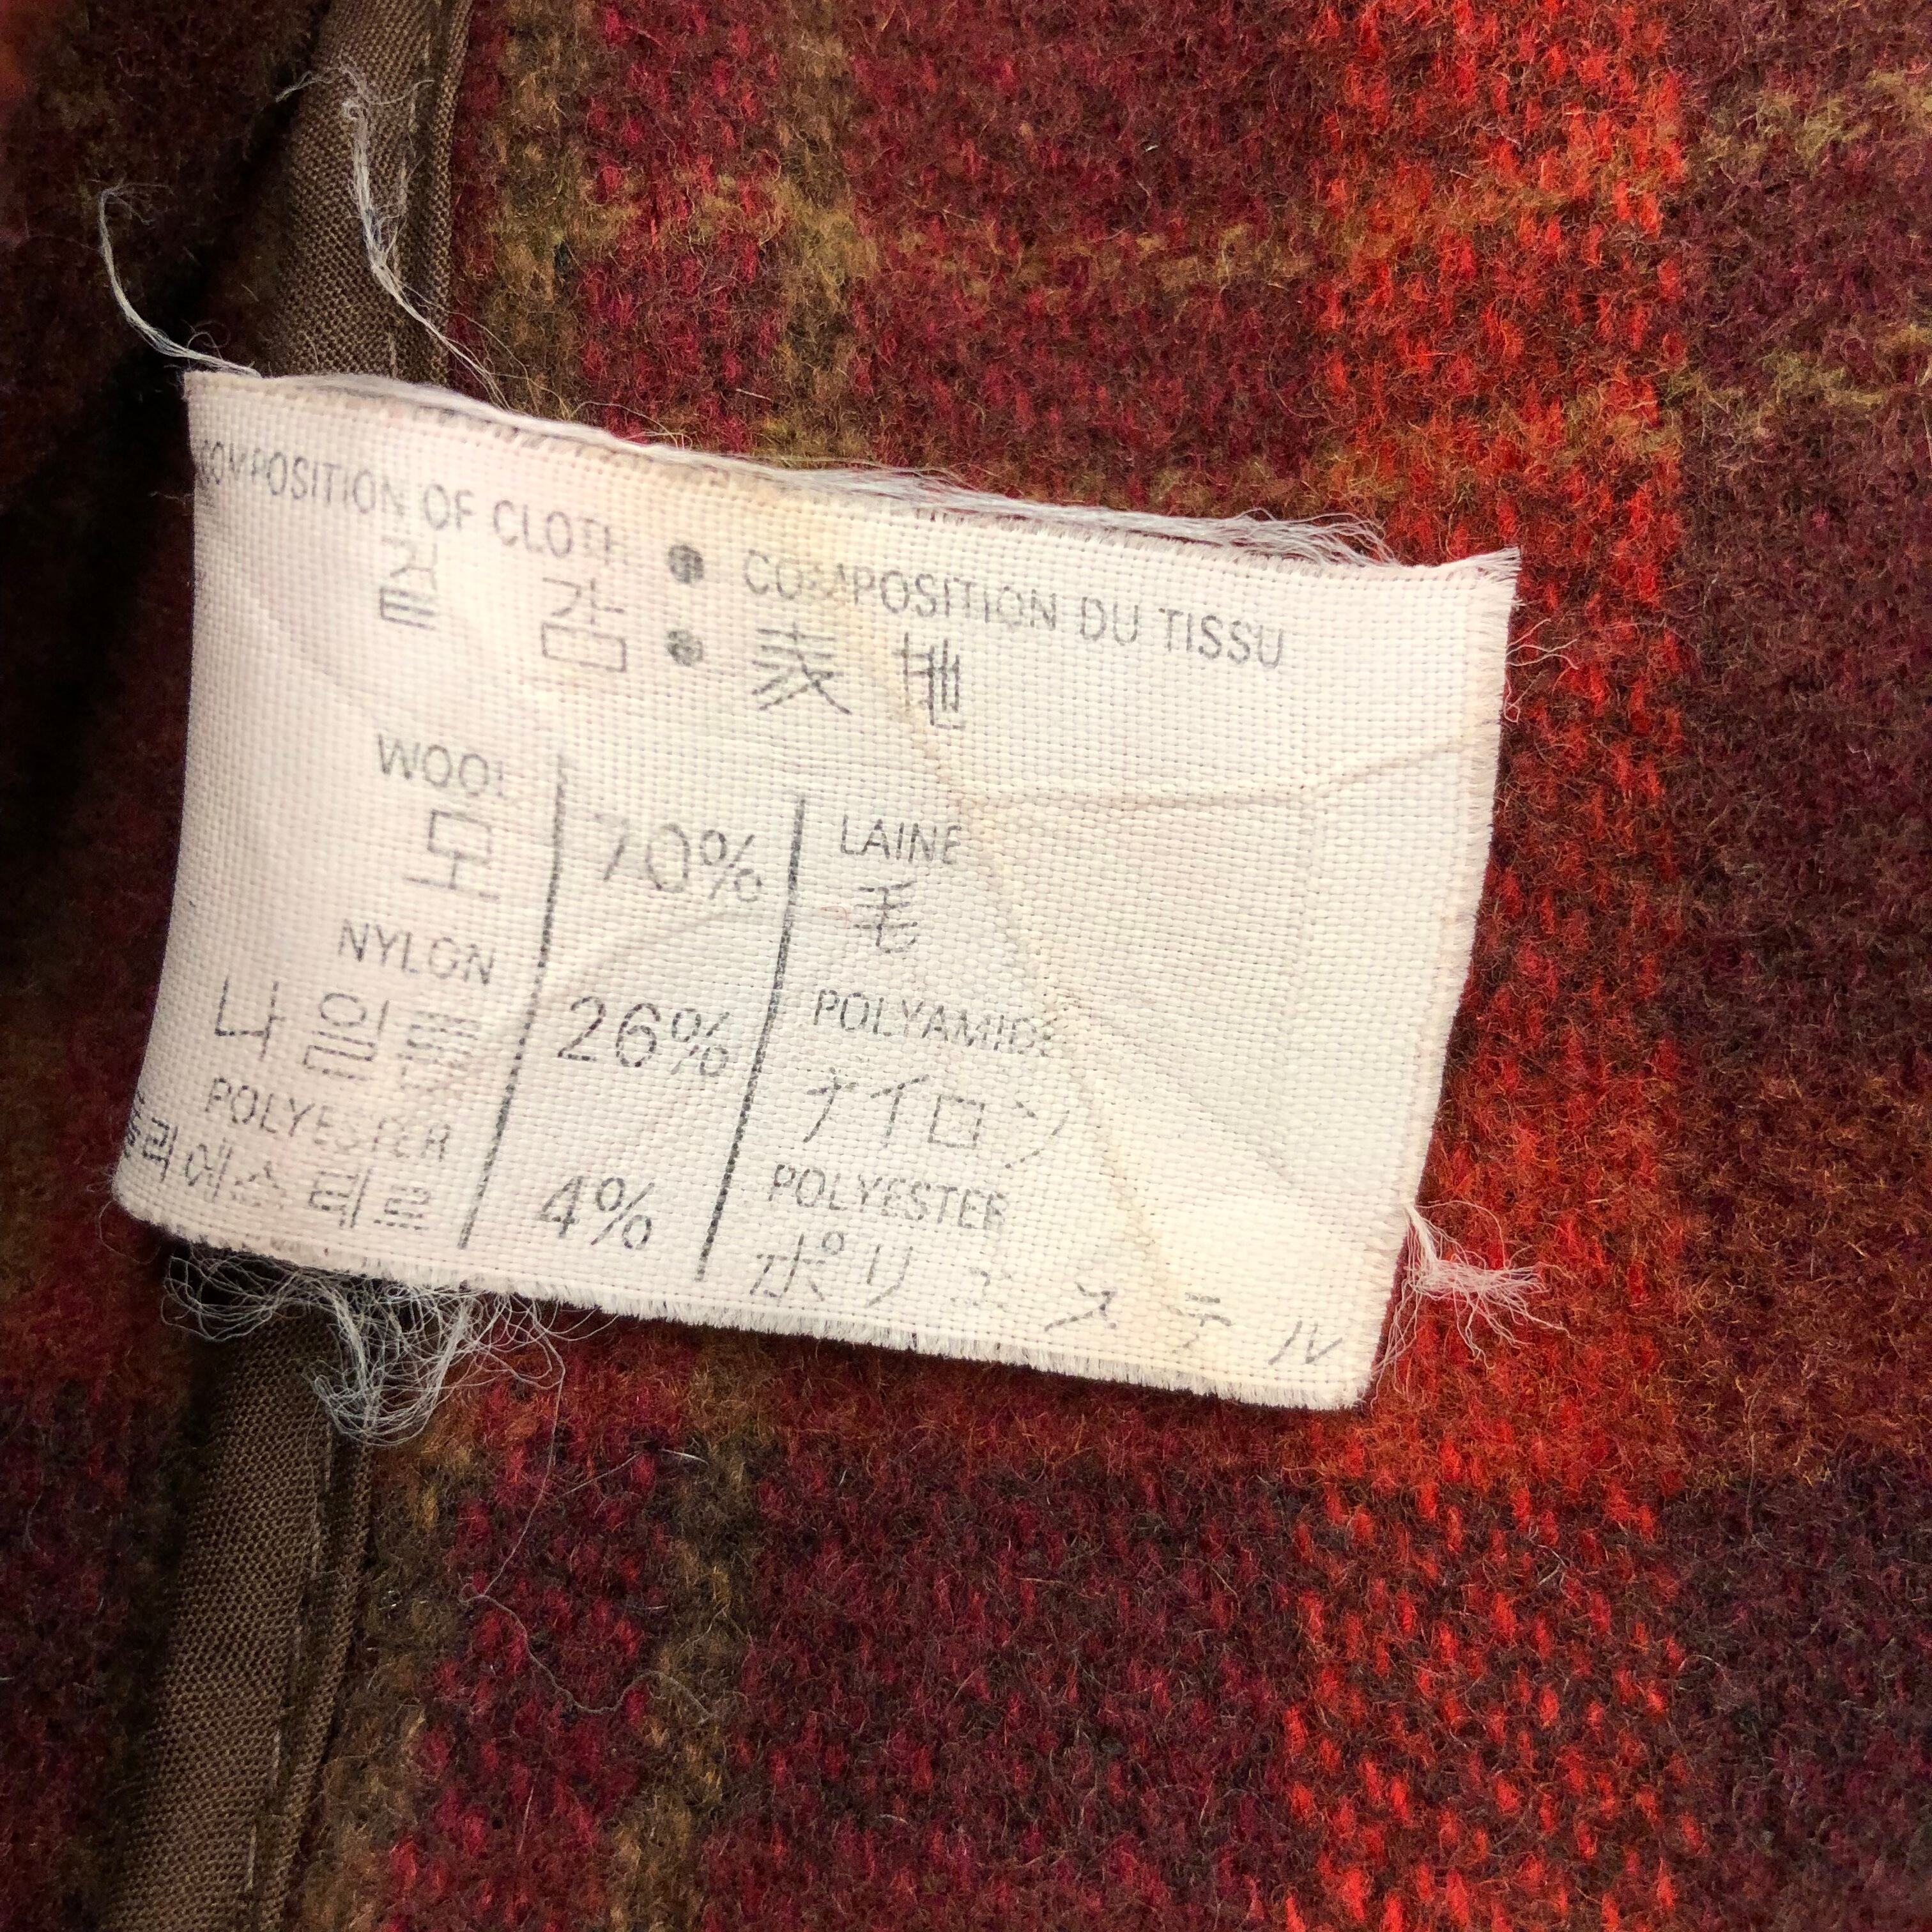 COMPOSITION OF CLOTH ● COMPOSITION DU TISSU
겉 감 ● 表 地
WOOL 70% LAINE
모 毛
NYLON 26% POLYAMIDE
나일론 ナイロン
POLYESTER 4% POLYESTER
폴리에스테르 ポリエステル